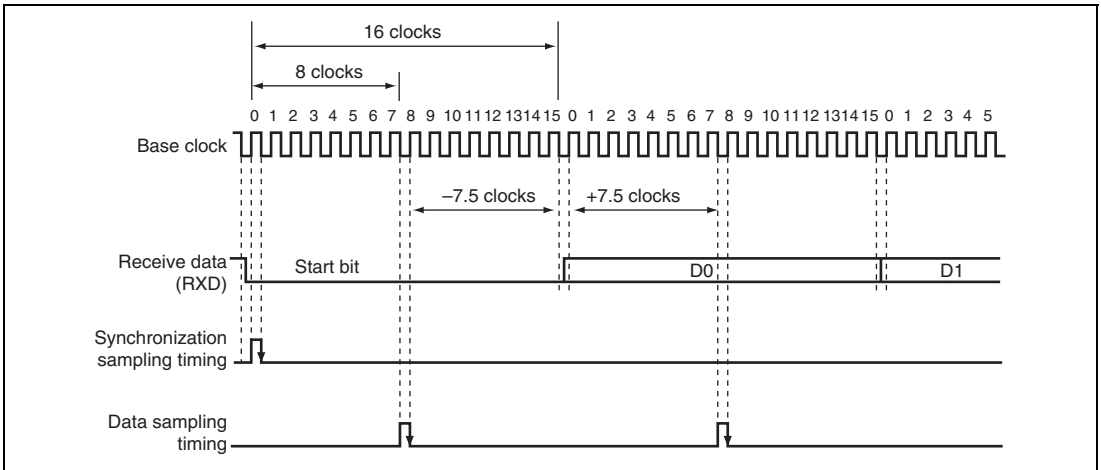 16 clocks
8 clocks
0 1 2 3 4 5 6 7 8 9 10 11 12 13 14 15 0 1 2 3 4 5 6 7 8 9 10 11 12 13 14 15 0 1 2 3 4 5
Base clock
–7.5 clocks +7.5 clocks
Receive data
(RXD)
Start bit D0 D1
Synchronization
sampling timing
Data sampling
timing